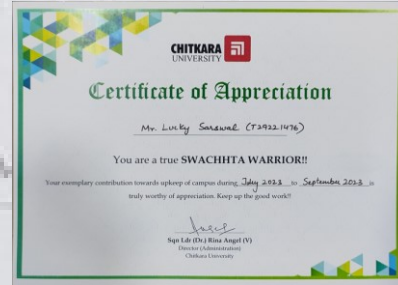 CHITKARA
UNIVERSITY
Certificate of Appreciation
Mr. Lucky Sarawal (T29221476)
You are a true SWACHHTA WARRIOR!!
Your exemplary contribution towards upkeep of campus during July 2023 to September 2023 is
truly worthy of appreciation. Keep up the good work!!
Sqn Ldr (Dr.) Rina Angel (V)
Director (Administration)
Chitkara University